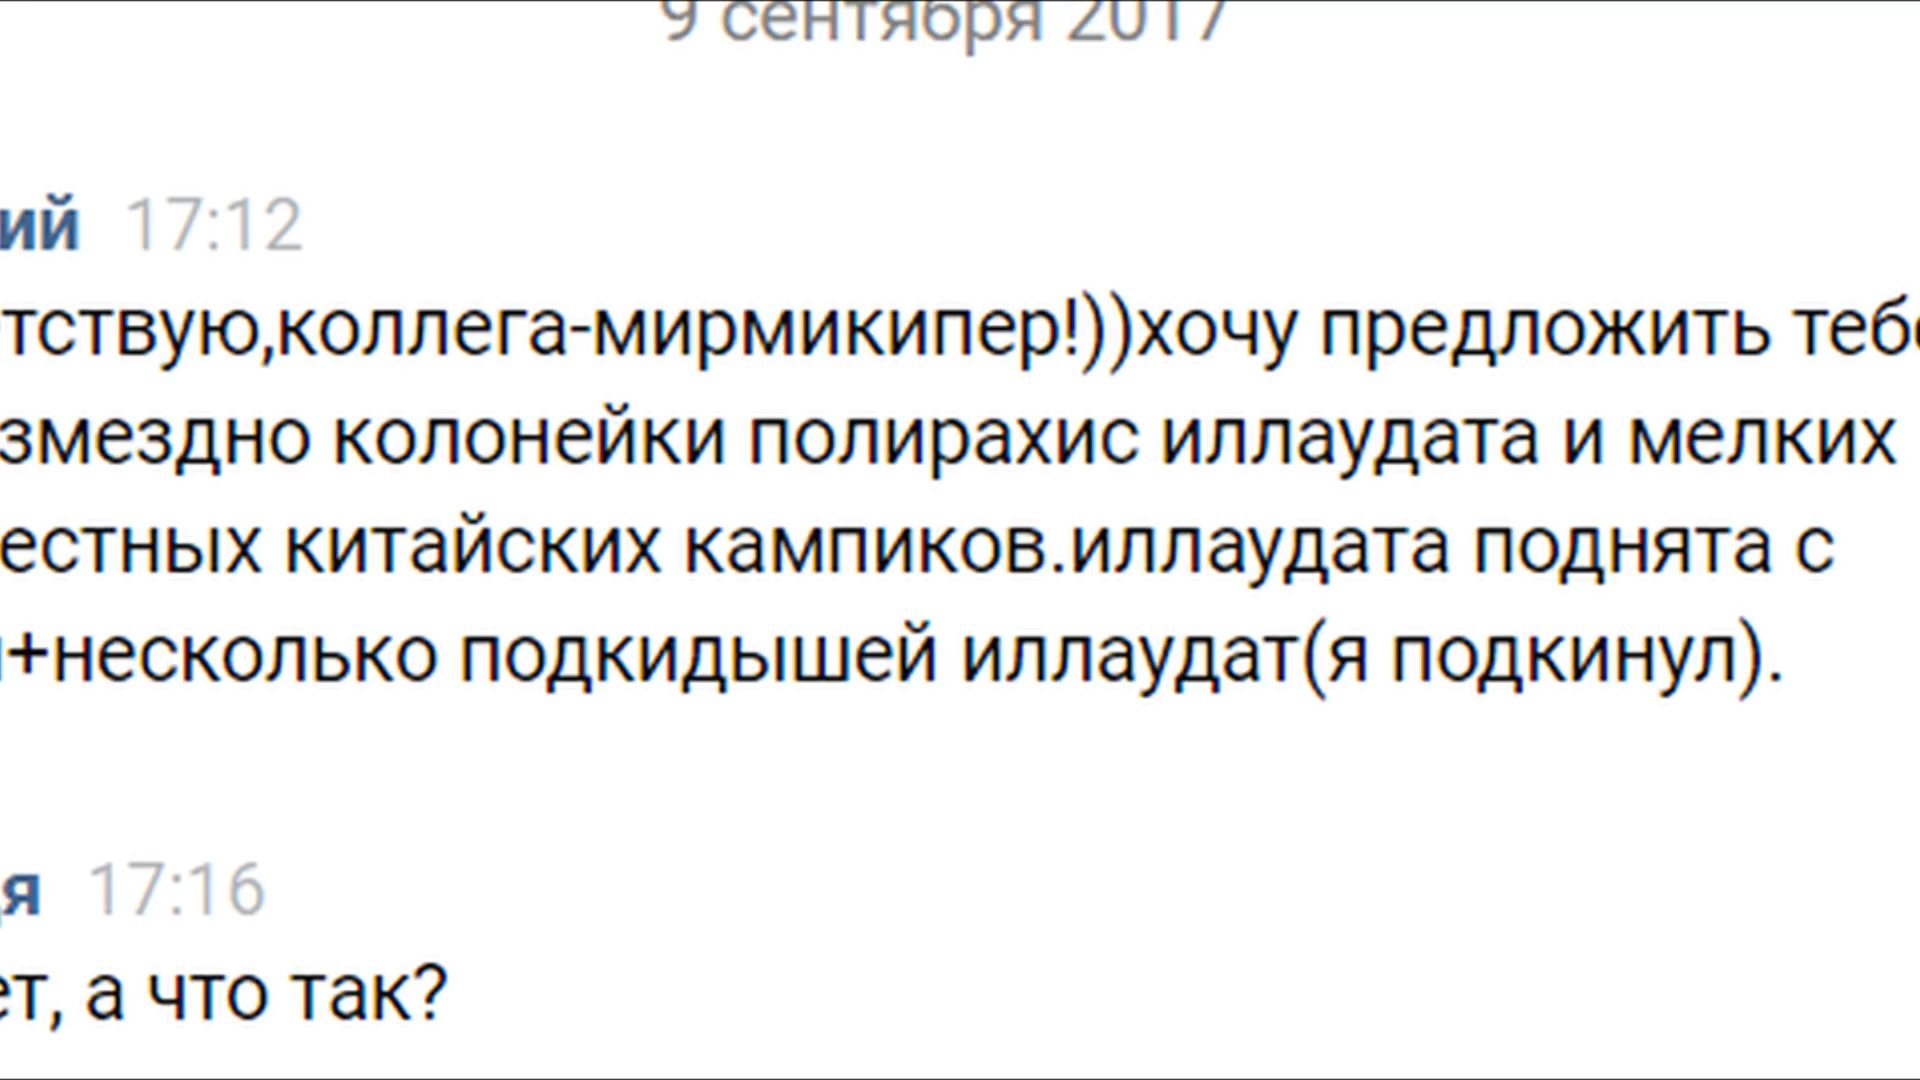 9 сентября 2017
ий 17:12
тствую,коллега-мирмикипер!))хочу предложить тебе
змездно колонейки полирахис иллаудата и мелких
естных китайских кампиков.иллаудата поднята с
+несколько подкидышей иллаудат(я подкинул).
я 17:16
ет, а что так?